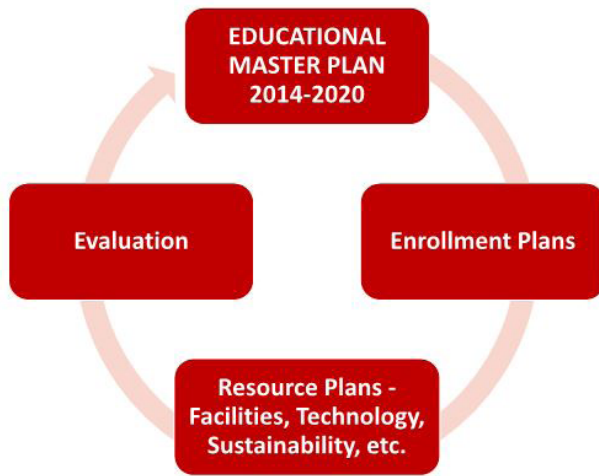 EDUCATIONAL
MASTER PLAN
2014-2020
Evaluation
Enrollment Plans
Resource Plans -
Facilities, Technology,
Sustainability, etc.